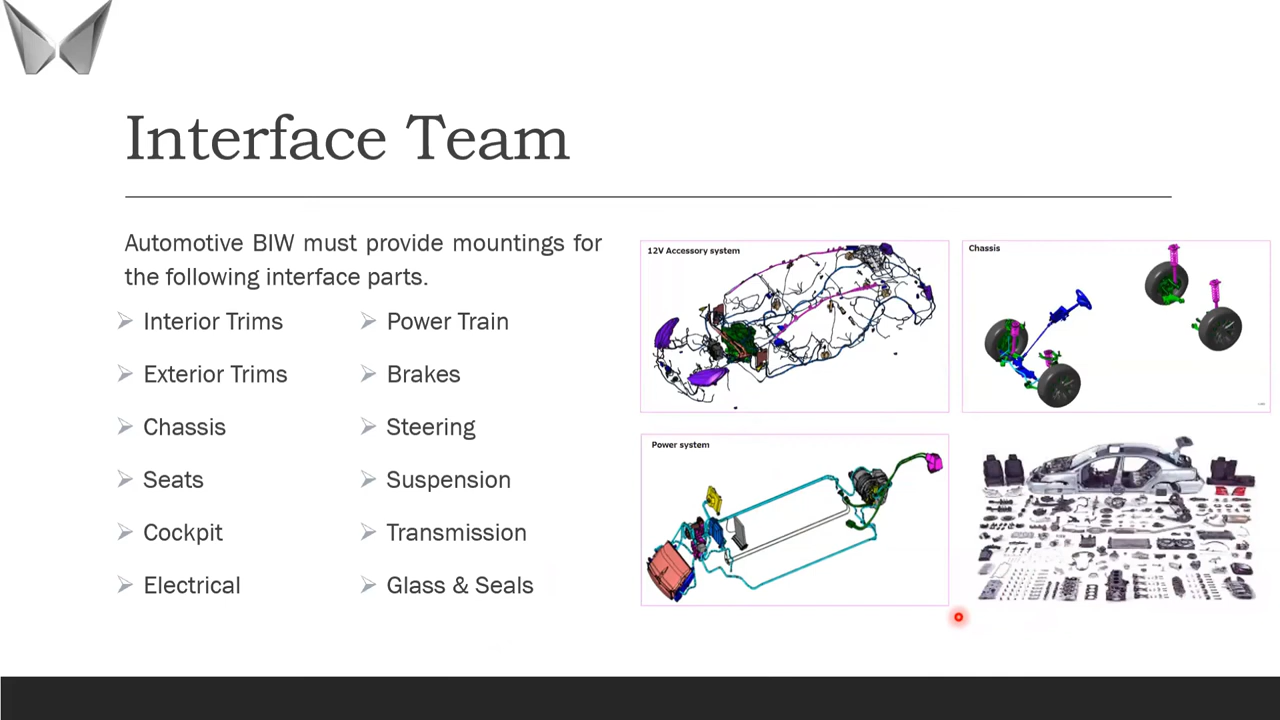 Interface Team
Automotive BIW must provide mountings for
the following interface parts.
Interior Trims
Exterior Trims
Chassis
Seats
Cockpit
Electrical
Power Train
Brakes
Steering
Suspension
Transmission
Glass & Seals
12V Accessory system
Chassis
Power system